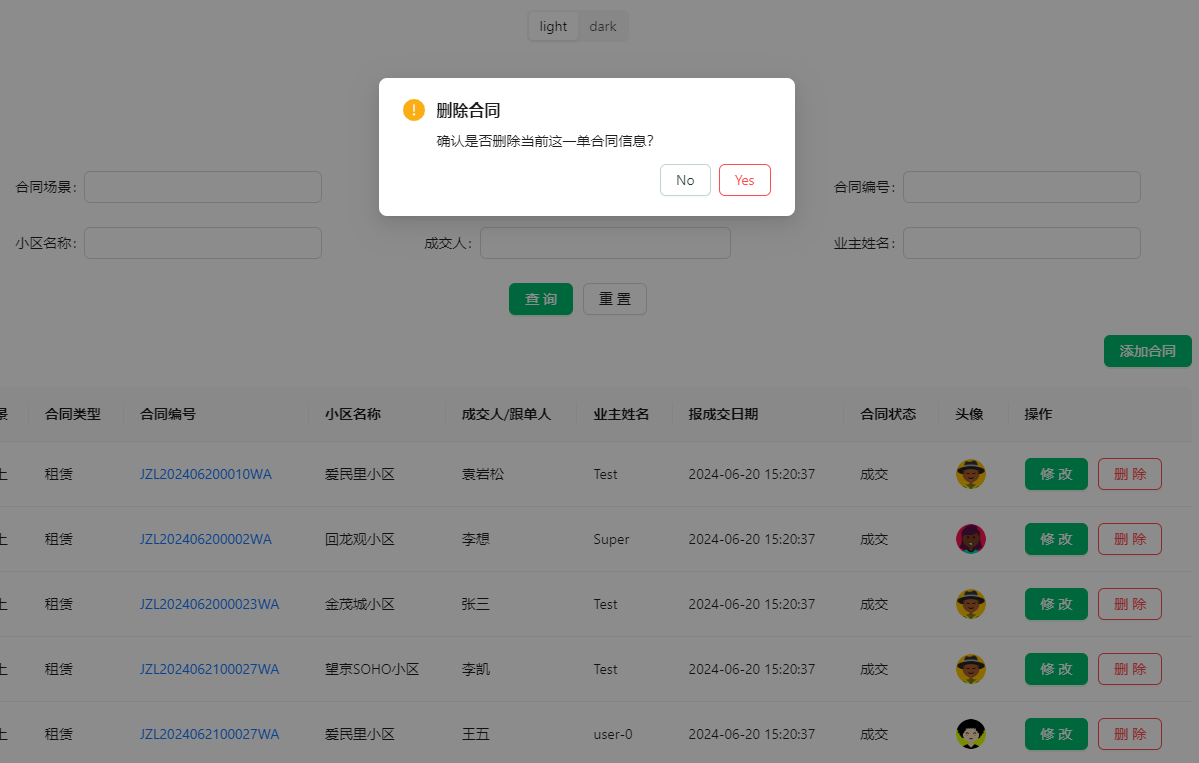 light dark
删除合同
确认是否删除当前这一单合同信息?
No Yes
合同场景: 合同编号:
小区名称: 成交人: 业主姓名:
查 询 重 置
添加合同
景 合同类型 合同编号 小区名称 成交人/跟单人 业主姓名 报成交日期 合同状态 头像 操作
租赁 JZL202406200010WA 爱民里小区 袁岩松 Test 2024-06-20 15:20:37 成交 修 改 删 除
租赁 JZL202406200002WA 回龙观小区 李想 Super 2024-06-20 15:20:37 成交 修 改 删 除
租赁 JZL2024062000023WA 金茂城小区 张三 Test 2024-06-20 15:20:37 成交 修 改 删 除
租赁 JZL2024062100027WA 望京SOHO小区 李凯 Test 2024-06-20 15:20:37 成交 修 改 删 除
租赁 JZL2024062100027WA 爱民里小区 王五 user-0 2024-06-20 15:20:37 成交 修 改 删 除